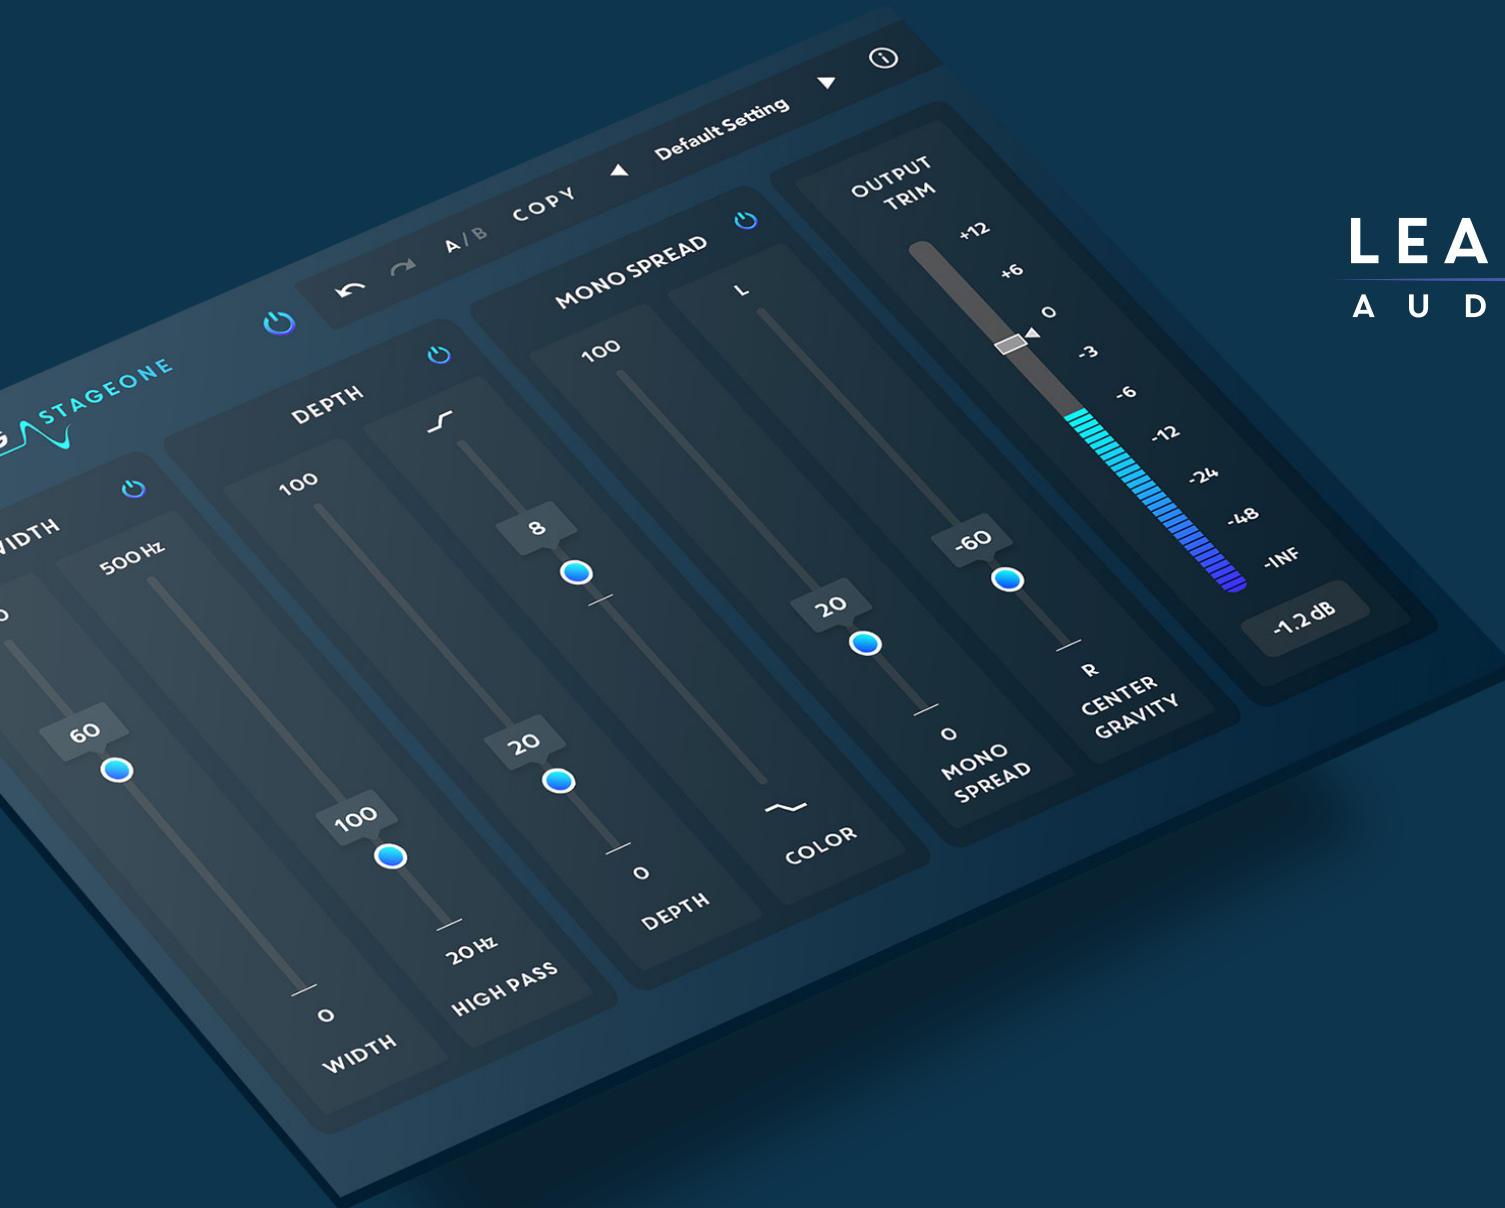 STAGEONE
A/B
COPY
Default Setting
500 Hz
60
100
0
WIDTH
20 Hz
HIGH PASS
DEPTH
100
8
20
0
DEPTH
COLOR
MONO SPREAD
100
L
20
-60
0
MONO
SPREAD
R
CENTER
GRAVITY
OUTPUT
TRIM
+12
+6
0
-3
-6
-12
-24
-48
-INF
-1.2 dB
LEA
AUD